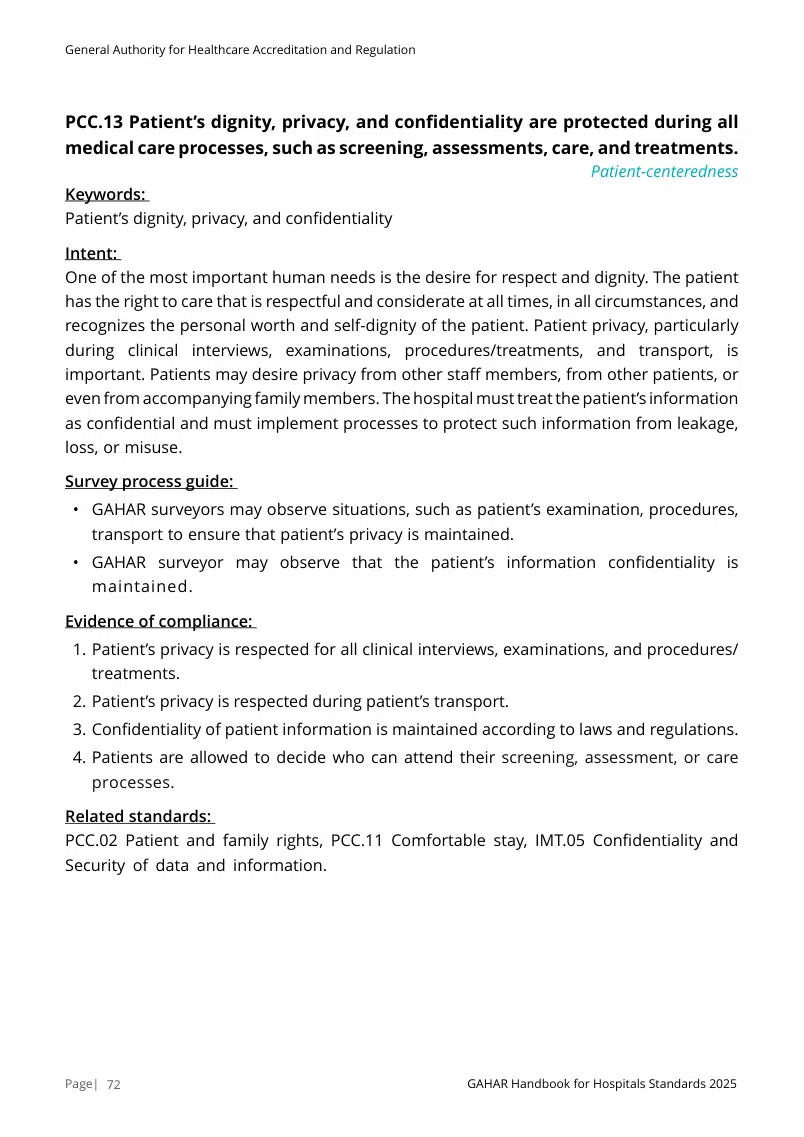 General Authority for Healthcare Accreditation and Regulation
PCC.13 Patient’s dignity, privacy, and confidentiality are protected during all
medical care processes, such as screening, assessments, care, and treatments.
Patient-centeredness
Keywords:
Patient’s dignity, privacy, and confidentiality
Intent:
One of the most important human needs is the desire for respect and dignity. The patient
has the right to care that is respectful and considerate at all times, in all circumstances, and
recognizes the personal worth and self-dignity of the patient. Patient privacy, particularly
during clinical interviews, examinations, procedures/treatments, and transport, is
important. Patients may desire privacy from other staff members, from other patients, or
even from accompanying family members. The hospital must treat the patient’s information
as confidential and must implement processes to protect such information from leakage,
loss, or misuse.
Survey process guide:
• GAHAR surveyors may observe situations, such as patient’s examination, procedures,
transport to ensure that patient’s privacy is maintained.
• GAHAR surveyor may observe that the patient’s information confidentiality is
maintained.
Evidence of compliance:
1. Patient’s privacy is respected for all clinical interviews, examinations, and procedures/
treatments.
2. Patient’s privacy is respected during patient’s transport.
3. Confidentiality of patient information is maintained according to laws and regulations.
4. Patients are allowed to decide who can attend their screening, assessment, or care
processes.
Related standards:
PCC.02 Patient and family rights, PCC.11 Comfortable stay, IMT.05 Confidentiality and
Security of data and information.
Page| 72
GAHAR Handbook for Hospitals Standards 2025